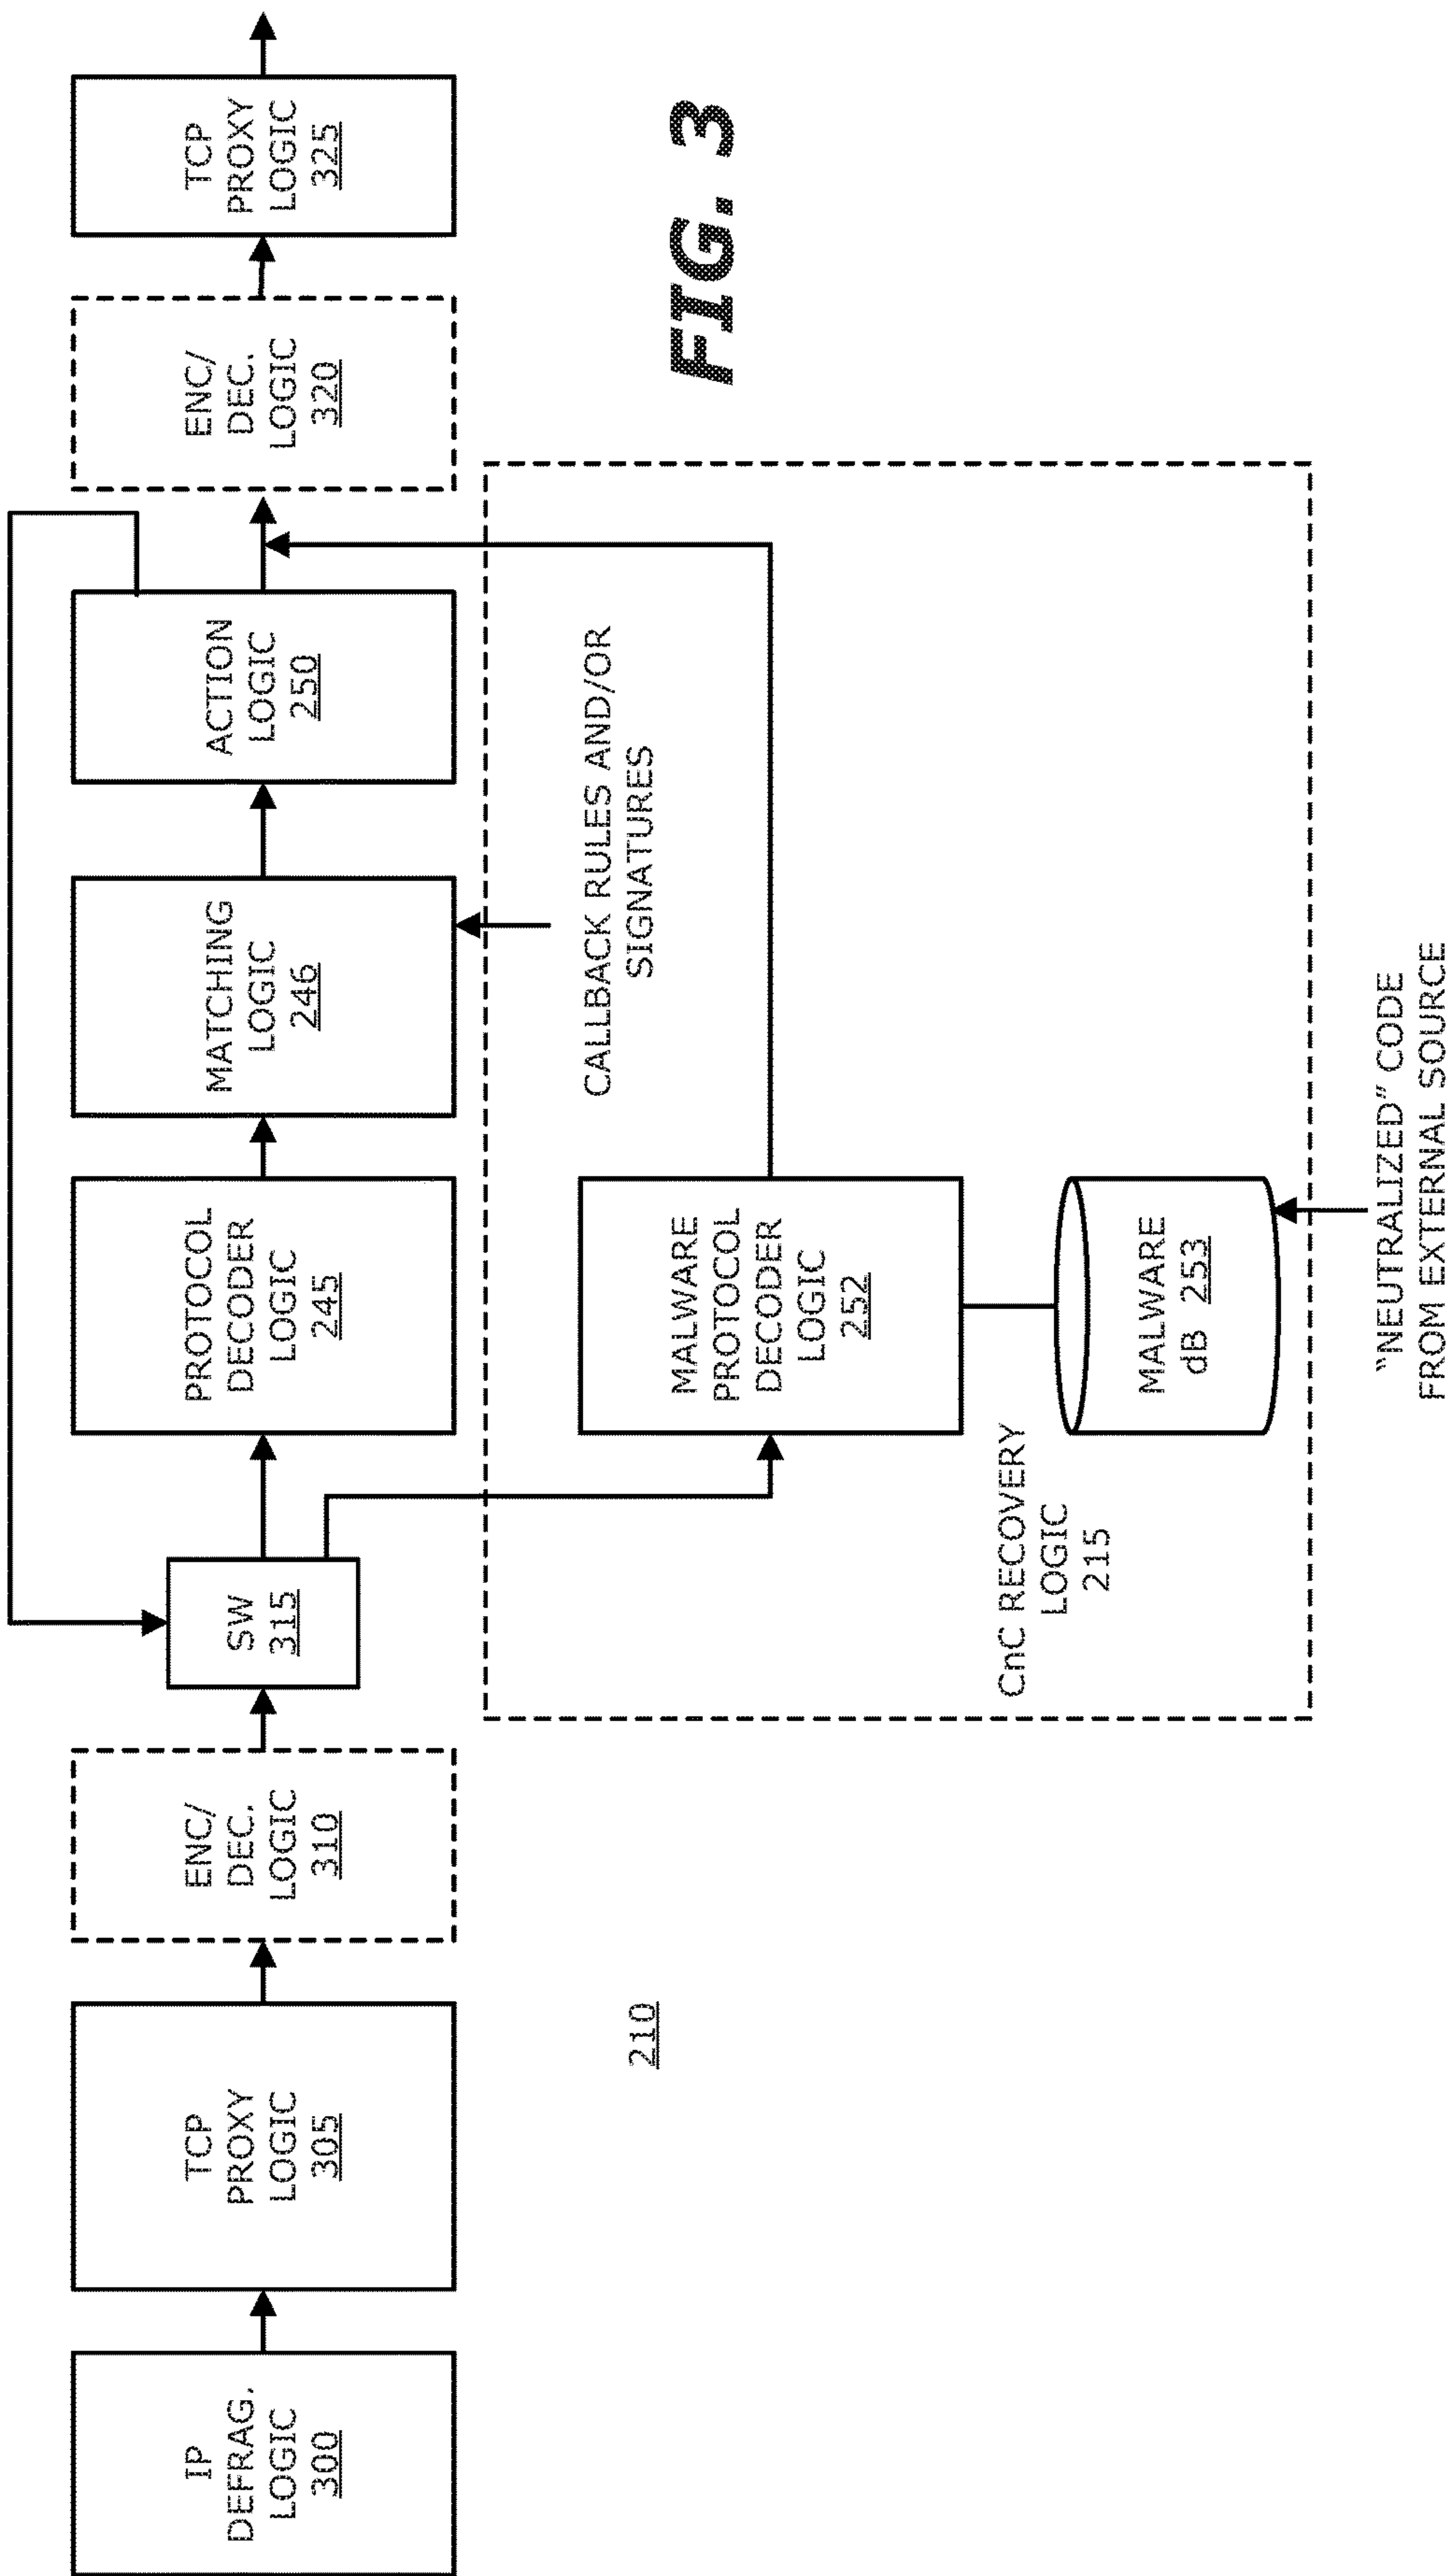 IP
DEFRAG.
LOGIC
300
TCP
PROXY
LOGIC
305
ENC/
DEC.
LOGIC
310
SW
315
PROTOCOL
DECODER
LOGIC
245
MATCHING
LOGIC
246
ACTION
LOGIC
250
ENC/
DEC.
LOGIC
320
TCP
PROXY
LOGIC
325
CALLBACK RULES AND/OR
SIGNATURES
MALWARE
PROTOCOL
DECODER
LOGIC
252
210
FIG. 3
CnC RECOVERY
LOGIC
215
MALWARE
dB 253
“NEUTRALIZED” CODE
FROM EXTERNAL SOURCE